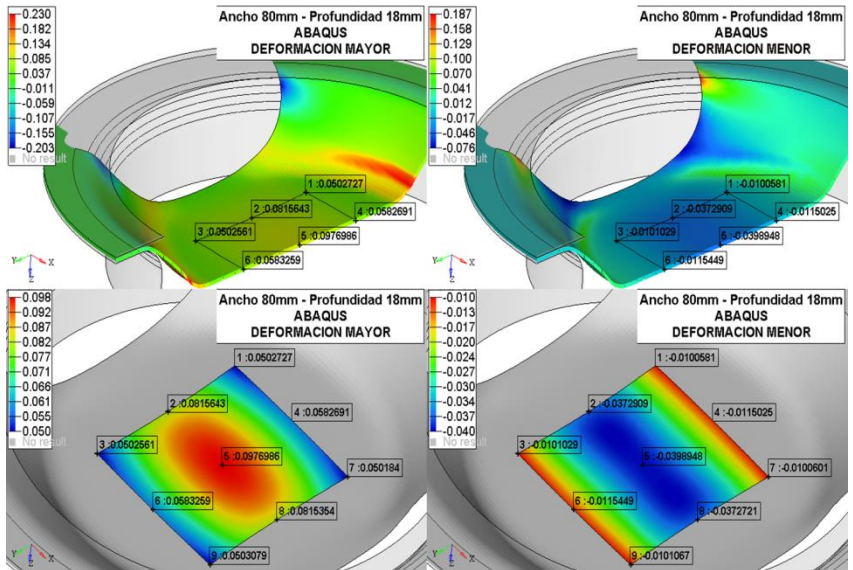 0.230
0.187
0.158
0.129
0.100
0.070
0.041
0.012
-0.017
-0.046
-0.076
No result
0.182
0.133
0.085
0.037
-0.011
-0.059
-0.107
-0.155
-0.203
No result
Ancho 80mm - Profundidad 18mm
ABAQUS
DEFORMACION MAYOR
1 :0.0502727
2 :0.0815643
3 :0.0502561
4 :0.0582691
5 :0.0976986
6 :0.0583259
Y
X
Z
Ancho 80mm - Profundidad 18mm
ABAQUS
DEFORMACION MENOR
1 :-0.0100581
2 :-0.0372909
3 :-0.0101029
4 :-0.0115025
5 :-0.0398948
6 :-0.0115449
Y
X
Z
0.098
0.092
0.087
0.082
0.077
0.071
0.066
0.061
0.055
0.050
No result
Ancho 80mm - Profundidad 18mm
ABAQUS
DEFORMACION MAYOR
1 :0.0502727
2 :0.0815643
3 :0.0502561
4 :0.0582691
5 :0.0976986
6 :0.0583259
7 :0.050184
8 :0.0815354
9 :0.0503079
Y
X
Z
-0.010
-0.013
-0.017
-0.020
-0.024
-0.027
-0.030
-0.034
-0.037
-0.040
No result
Ancho 80mm - Profundidad 18mm
ABAQUS
DEFORMACION MENOR
1 :-0.0100581
2 :-0.0372909
3 :-0.0101029
4 :-0.0115025
5 :-0.0398948
6 :-0.0115449
7 :-0.0100601
8 :-0.0372721
9 :-0.0101067
Y
X
Z